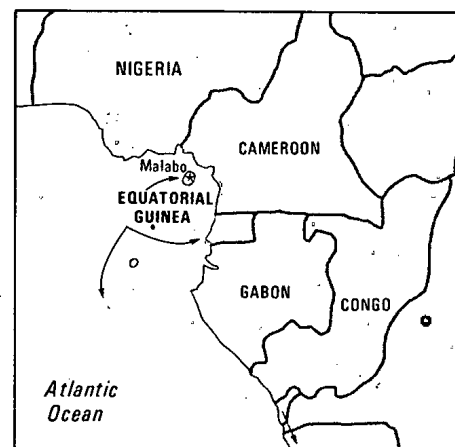 NIGERIA
CAMEROON
Malabo
EQUATORIAL
GUINEA
GABON
CONGO
Atlantic
Ocean